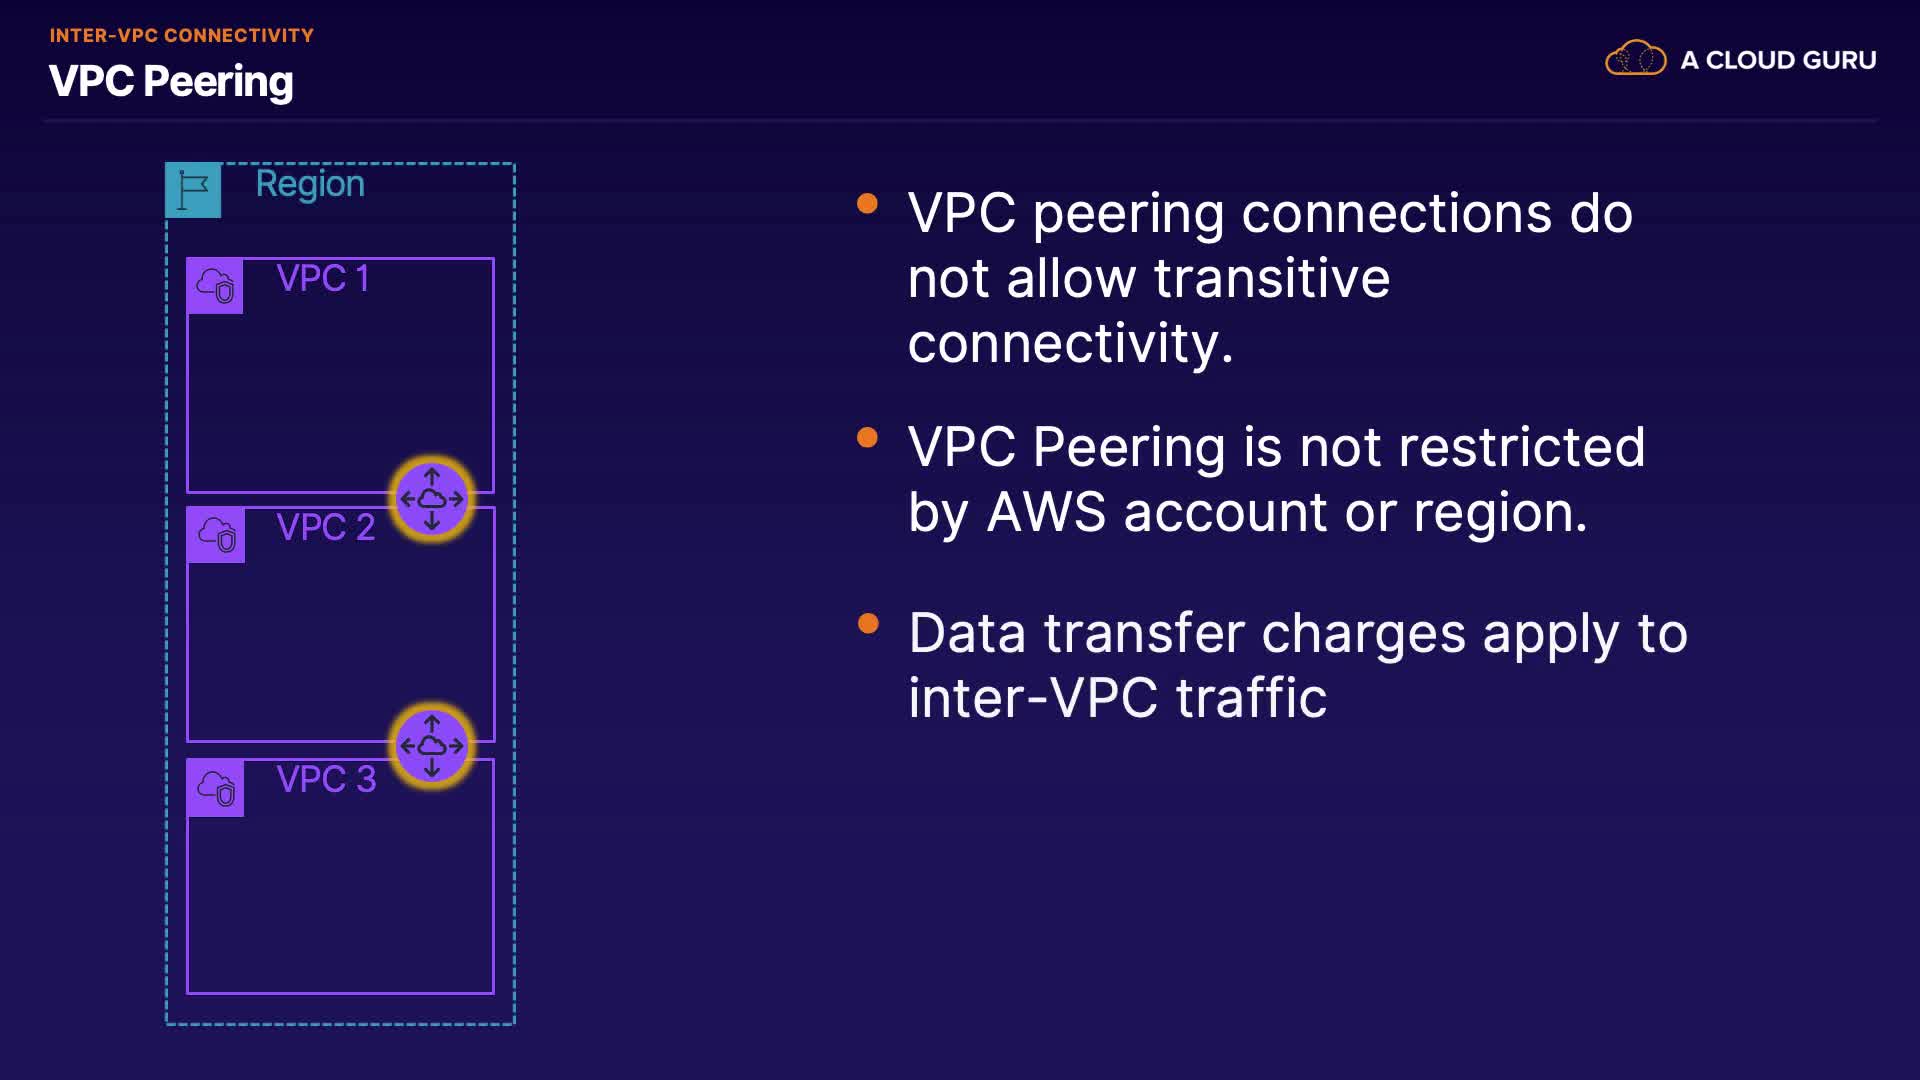 INTER-VPC CONNECTIVITY
VPC Peering
A CLOUD GURU
Region
VPC 1
VPC 2
VPC 3
VPC peering connections do
not allow transitive
connectivity.
VPC Peering is not restricted
by AWS account or region.
Data transfer charges apply to
inter-VPC traffic